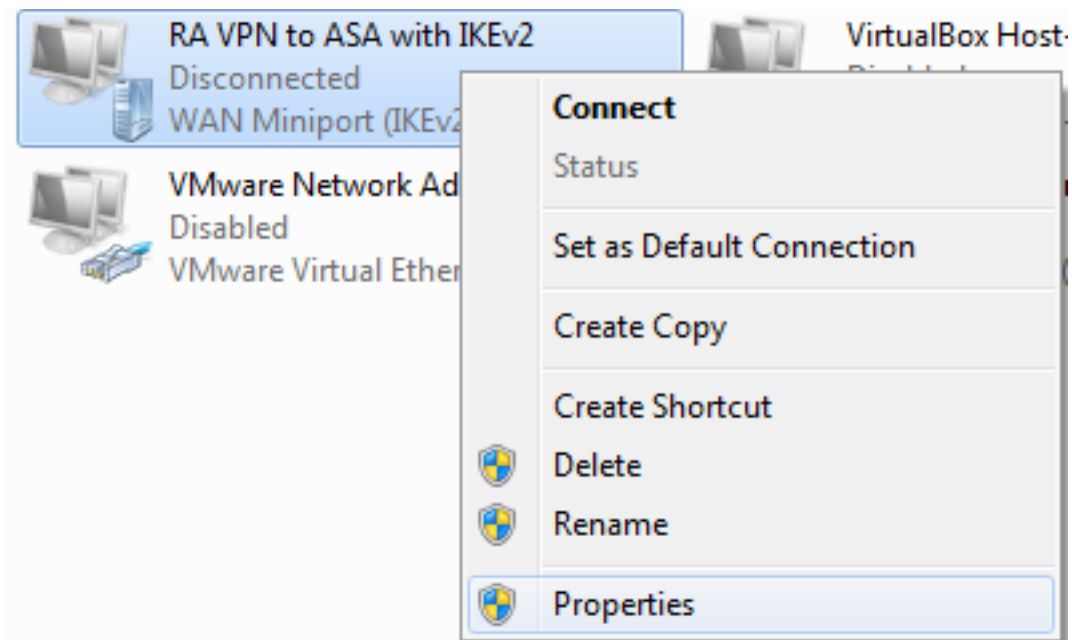 RA VPN to ASA with IKEv2
Disconnected
WAN Miniport (IKEv2
VirtualBox Host-
VMware Network Ad
Disabled
VMware Virtual Ether
Connect
Status
Set as Default Connection
Create Copy
Create Shortcut
Delete
Rename
Properties